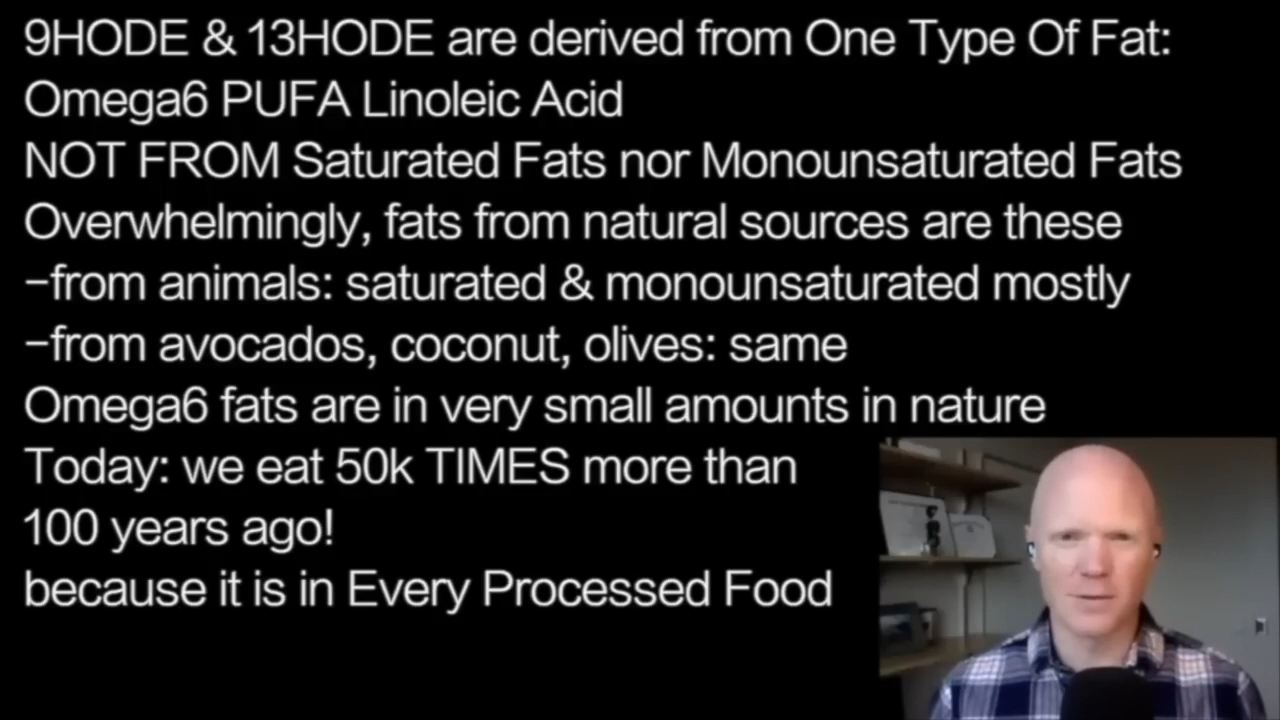 9HODE & 13HODE are derived from One Type Of Fat:
Omega6 PUFA Linoleic Acid
NOT FROM Saturated Fats nor Monounsaturated Fats
Overwhelmingly, fats from natural sources are these
−from animals: saturated & monounsaturated mostly
−from avocados, coconut, olives: same
Omega6 fats are in very small amounts in nature
Today: we eat 50k TIMES more than
100 years ago!
because it is in Every Processed Food